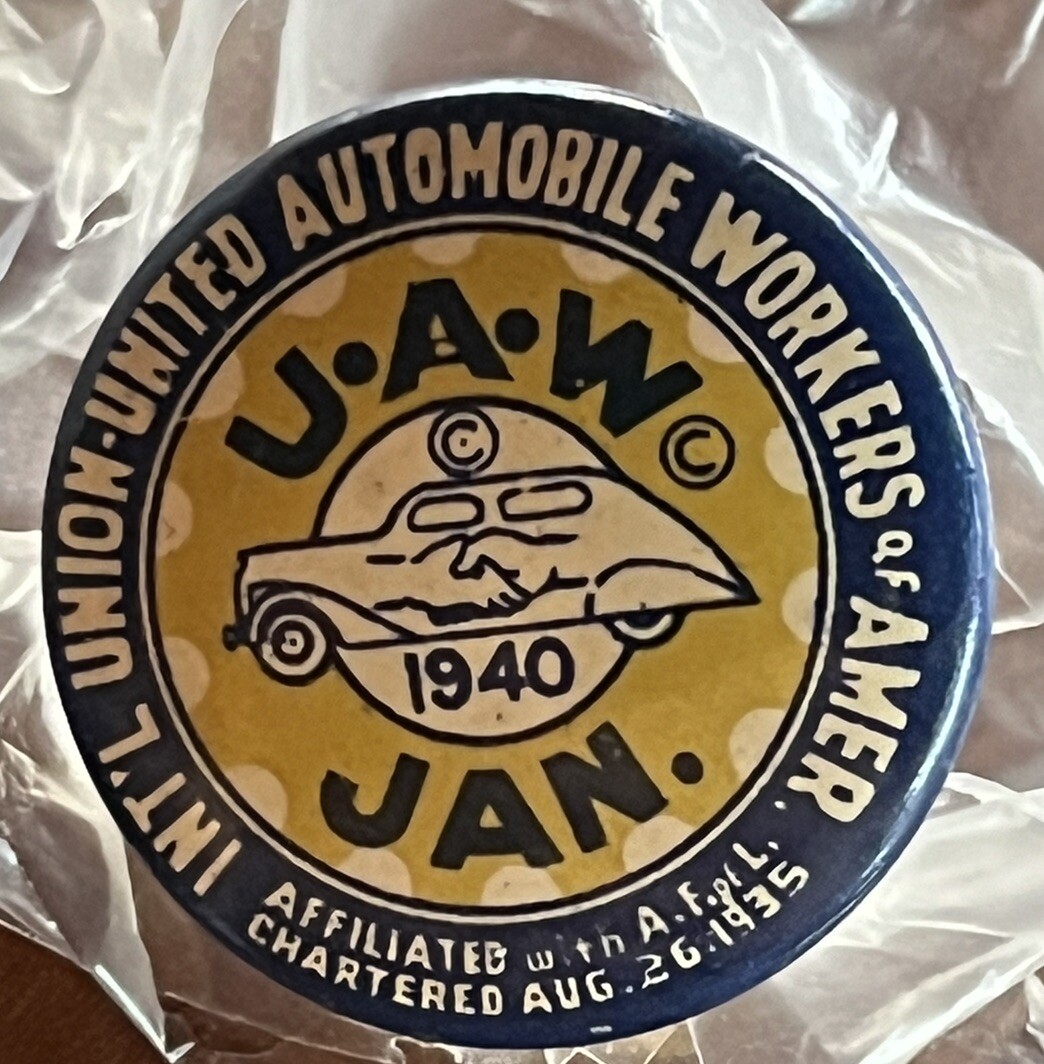 INT'L UNION-UNITED AUTOMOBILE WORKERS OF AMER.
U•A•W©
©
1940
JAN.
AFFILIATED with A.F. of L.
CHARTERED AUG. 26.1935